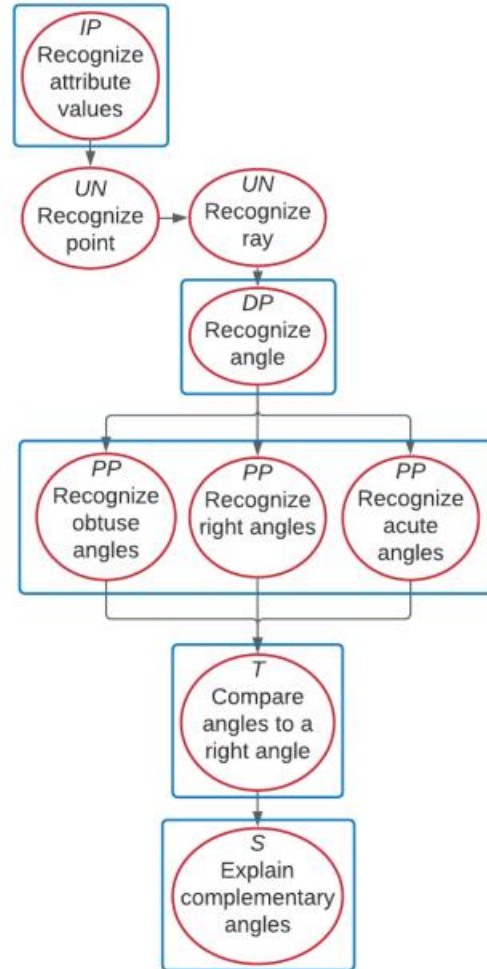 IP
Recognize
attribute
values
UN
Recognize
point
UN
Recognize
ray
DP
Recognize
angle
PP
Recognize
obtuse
angles
PP
Recognize
right angles
PP
Recognize
acute
angles
T
Compare
angles to a
right angle
S
Explain
complementary
angles